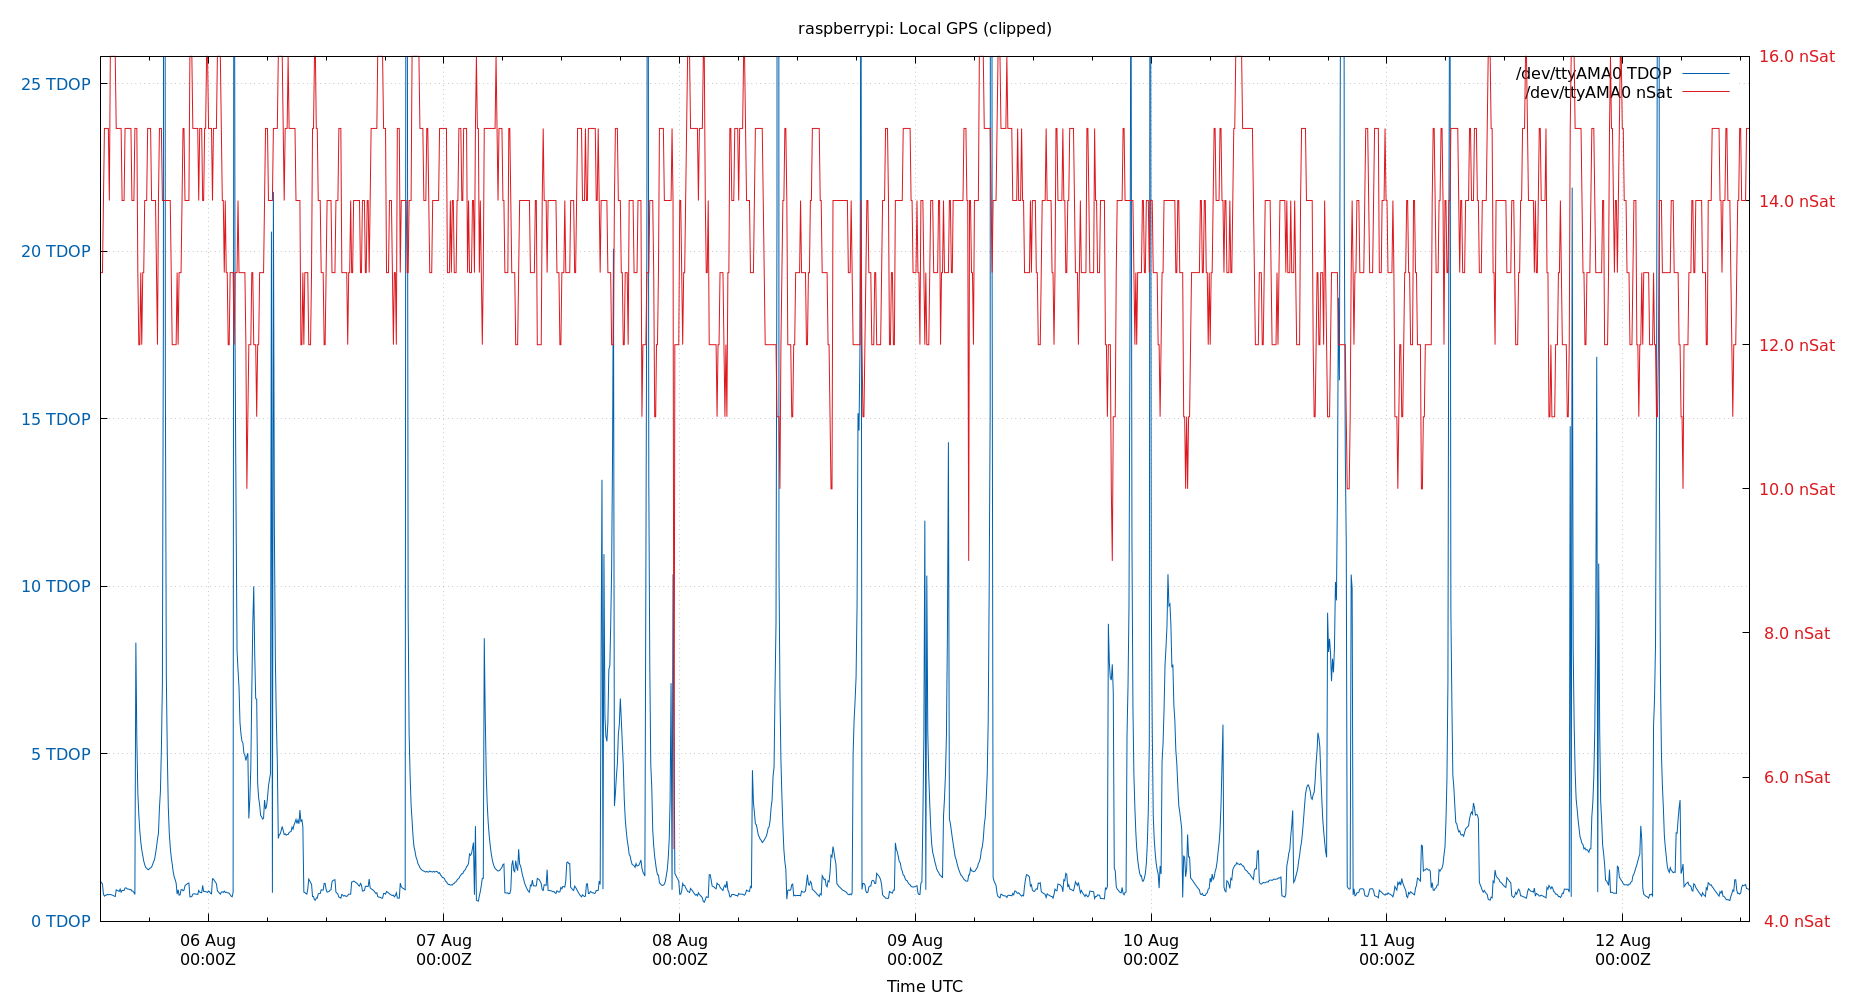 raspberrypi: Local GPS (clipped)
25 TDOP
20 TDOP
15 TDOP
10 TDOP
5 TDOP
0 TDOP
16.0 nSat
14.0 nSat
12.0 nSat
10.0 nSat
8.0 nSat
6.0 nSat
4.0 nSat
/dev/ttyAMA0 TDOP
/dev/ttyAMA0 nSat
06 Aug
00:00Z
07 Aug
00:00Z
08 Aug
00:00Z
09 Aug
00:00Z
10 Aug
00:00Z
11 Aug
00:00Z
12 Aug
00:00Z
Time UTC